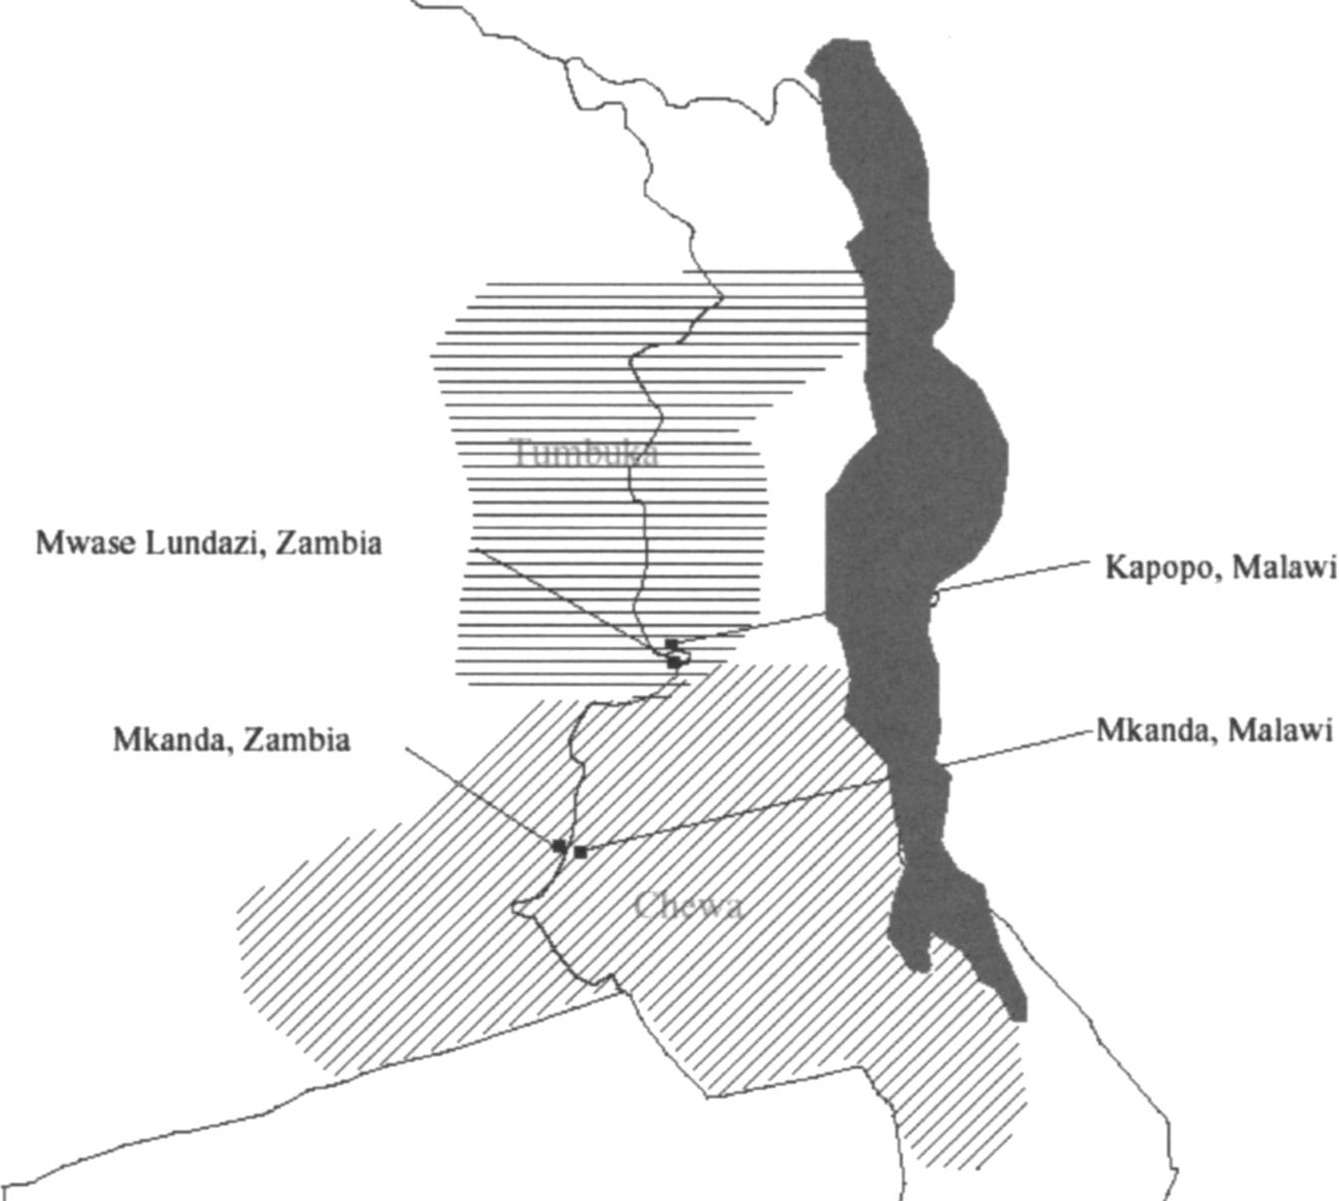 Tumbuka
Mwase Lundazi, Zambia
Kapopo, Malawi
Mkanda, Zambia
Mkanda, Malawi
Chewa